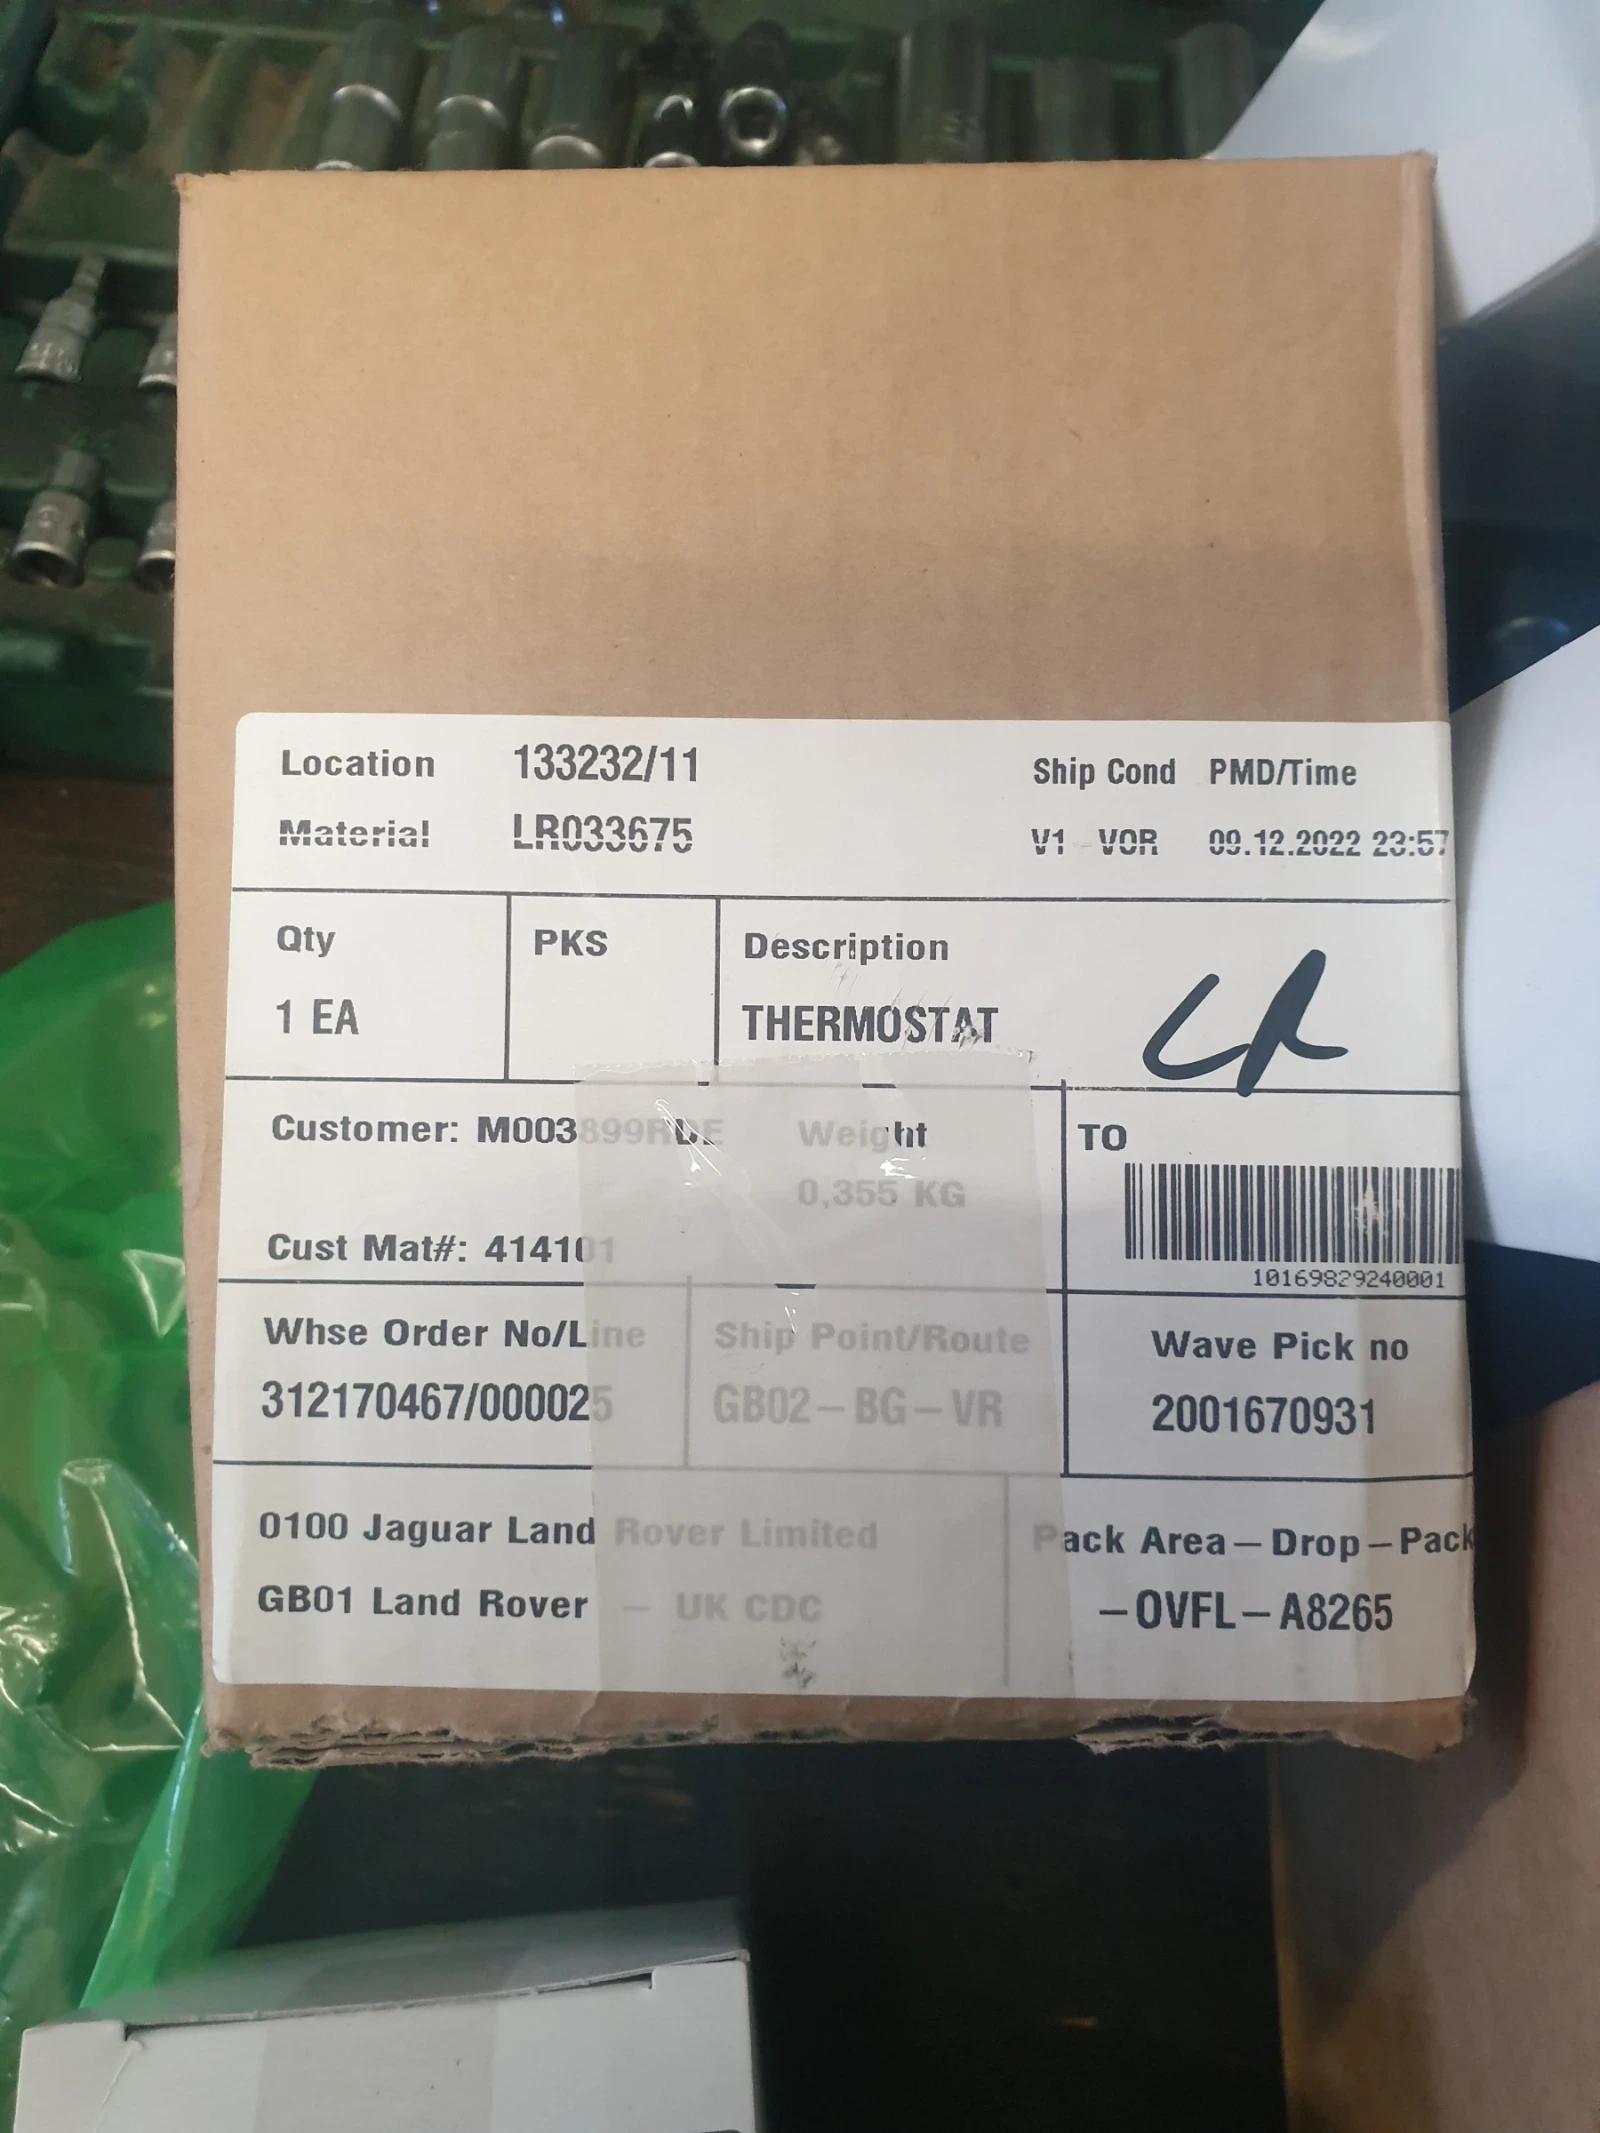 Location 133232/11 Ship Cond PMD/Time
Material LR033675 V1 - VOR 09.12.2022 23:57
Qty PKS Description
1 EA THERMOSTAT
LR
Customer: M003899RDE Weight TO
0,355 KG
Cust Mat#: 414101
10169829240001
Whse Order No/Line Ship Point/Route Wave Pick no
312170467/000025 GB02-BG-VR 2001670931
0100 Jaguar Land Rover Limited Pack Area-Drop-Pack
GB01 Land Rover - UK CDC -OVFL-A8265